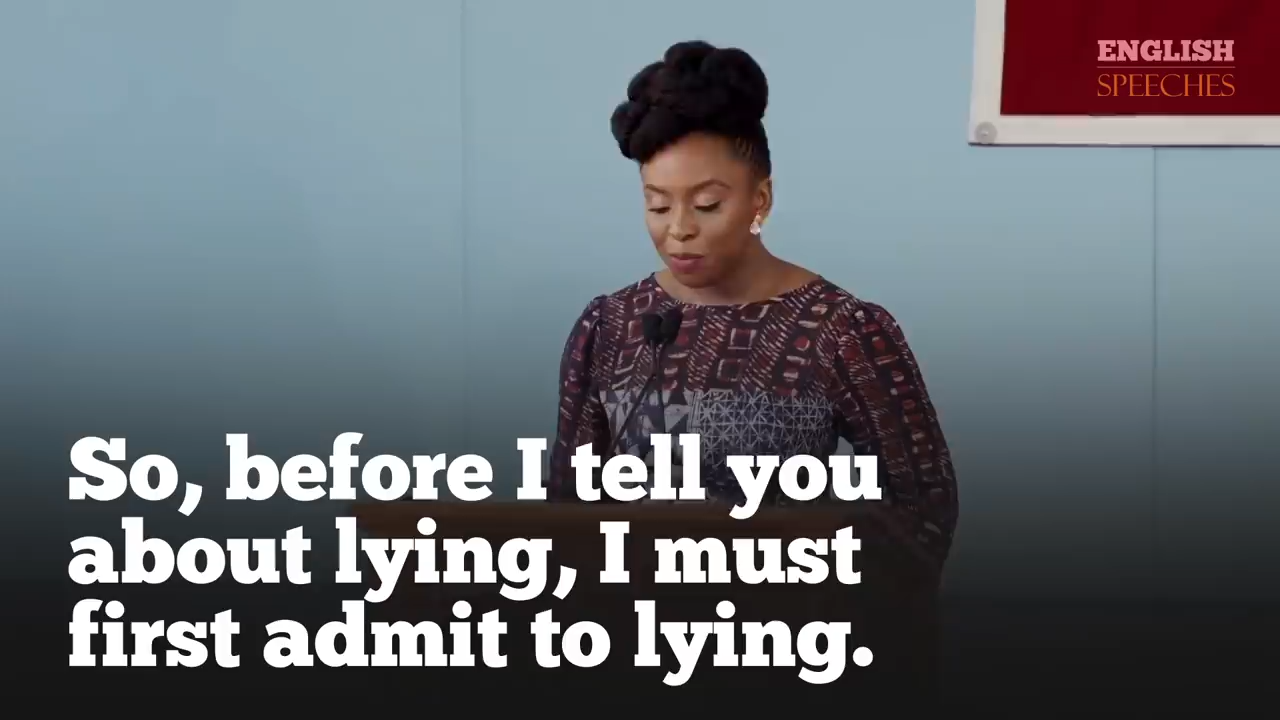 ENGLISH
SPEECHES
So, before I tell you
about lying, I must
first admit to lying.